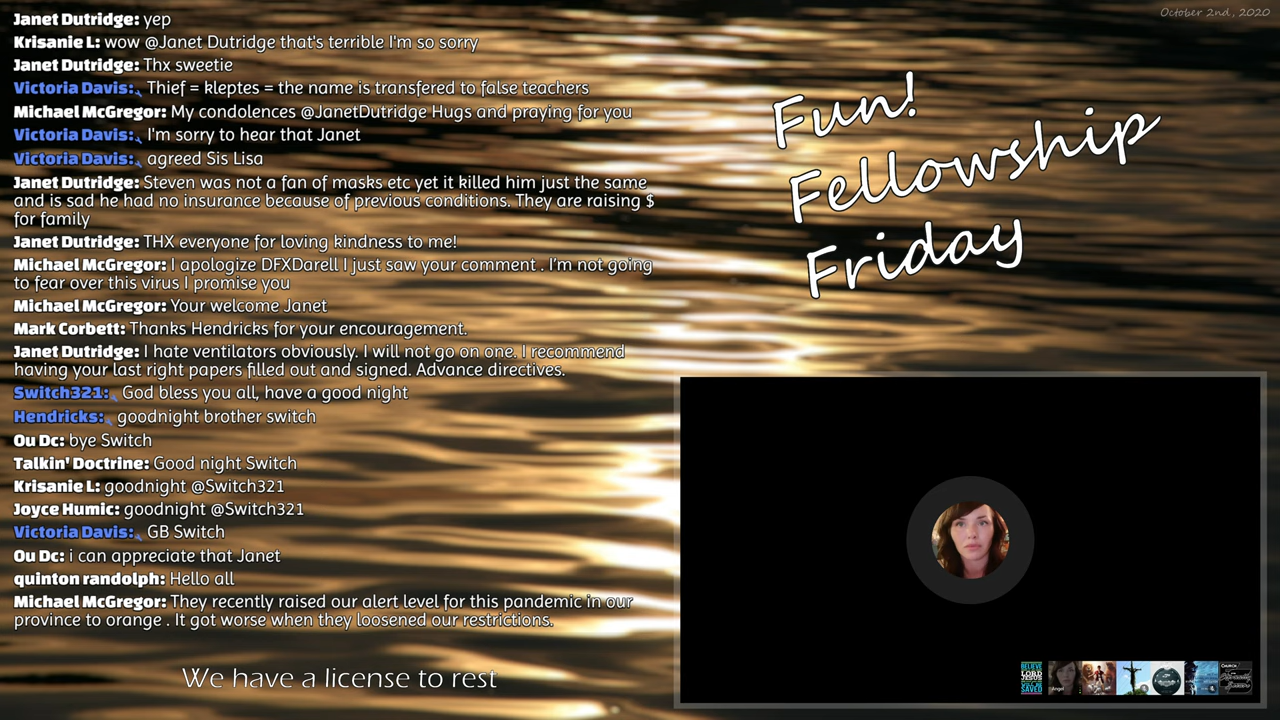 Janet Dutridge: yep
Krisanie L: wow @Janet Dutridge that's terrible I'm so sorry
Janet Dutridge: Thx sweetie
Victoria Davis: Thief = kleptes = the name is transfered to false teachers
Michael McGregor: My condolences @JanetDutridge Hugs and praying for you
Victoria Davis: I'm sorry to hear that Janet
Victoria Davis: agreed Sis Lisa
Janet Dutridge: Steven was not a fan of masks etc yet it killed him just the same
and is sad he had no insurance because of previous conditions. They are raising $
for family
Janet Dutridge: THX everyone for loving kindness to me!
Michael McGregor: I apologize DFXDarell I just saw your comment . I'm not going
to fear over this virus I promise you
Michael McGregor: Your welcome Janet
Mark Corbett: Thanks Hendricks for your encouragement.
Janet Dutridge: I hate ventilators obviously. I will not go on one. I recommend
having your last right papers filled out and signed. Advance directives.
Switch321: God bless you all, have a good night
Hendricks: goodnight brother switch
Ou Dc: bye Switch
Talkin' Doctrine: Good night Switch
Krisanie L: goodnight @Switch321
Joyce Humic: goodnight @Switch321
Victoria Davis: GB Switch
Ou Dc: i can appreciate that Janet
quinton randolph: Hello all
Michael McGregor: They recently raised our alert level for this pandemic in our
province to orange . It got worse when they loosened our restrictions.
We have a license to rest
October 2nd, 2020
Fun!
Fellowship
Friday
BELIEVE
LORD
JESUS
SAVED
Angel
CHURCH